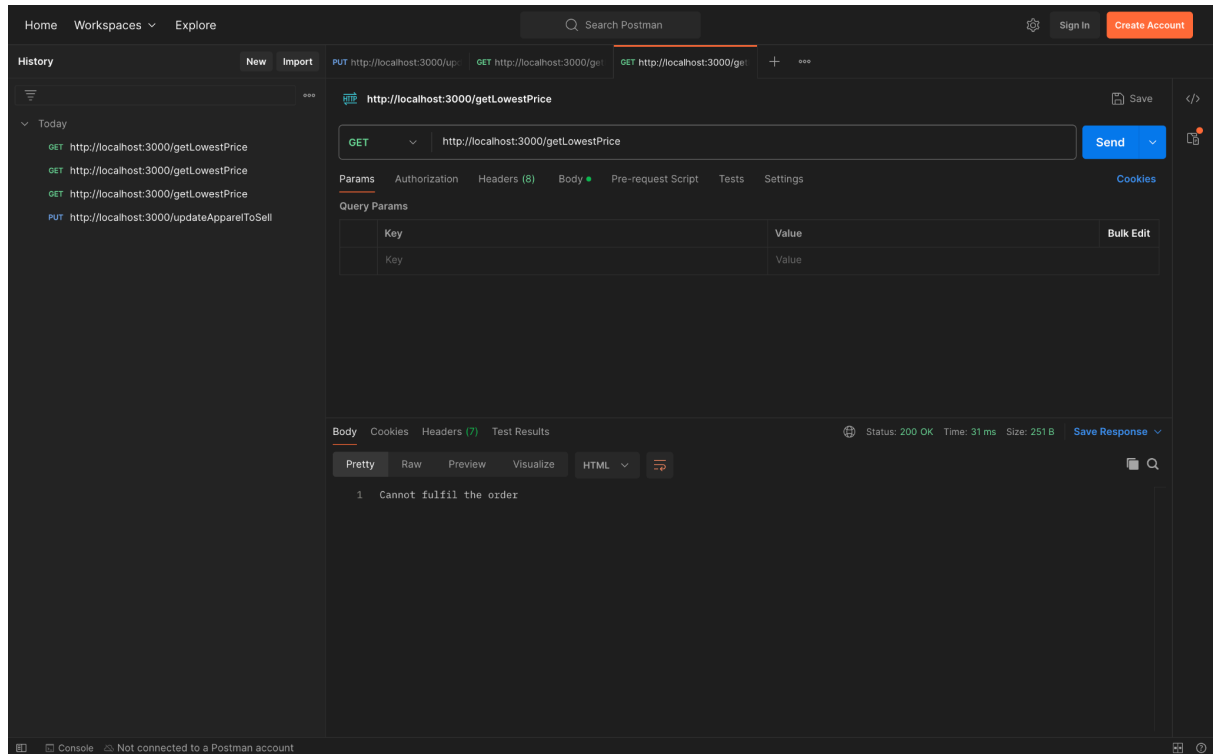 Home Workspaces Explore Search Postman Sign In Create Account
History New Import
PUT http://localhost:3000/upd GET http://localhost:3000/get GET http://localhost:3000/get
Today
GET http://localhost:3000/getLowestPrice
GET http://localhost:3000/getLowestPrice
GET http://localhost:3000/getLowestPrice
PUT http://localhost:3000/updateApparelToSell
HTTP http://localhost:3000/getLowestPrice Save
GET http://localhost:3000/getLowestPrice Send
Params Authorization Headers (8) Body Pre-request Script Tests Settings Cookies
Query Params
Key Value Bulk Edit
Key Value
Body Cookies Headers (7) Test Results Status: 200 OK Time: 31 ms Size: 251 B Save Response
Pretty Raw Preview Visualize HTML
1 Cannot fulfil the order
Console Not connected to a Postman account